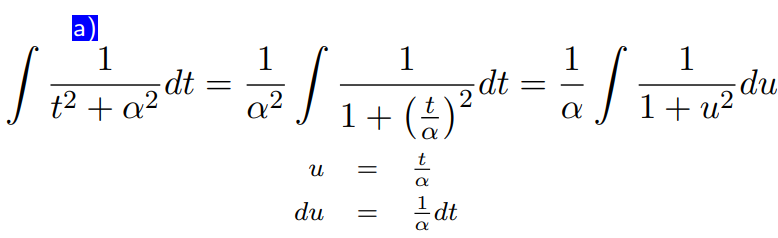 a)
∫ 1/(t² + α²) dt = 1/α² ∫ 1/(1 + (t/α)²) dt = 1/α ∫ 1/(1 + u²) du
u = t/α
du = 1/α dt